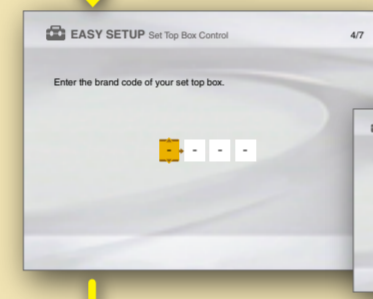 EASY SETUP Set Top Box Control 4/7
Enter the brand code of your set top box.
- - - -